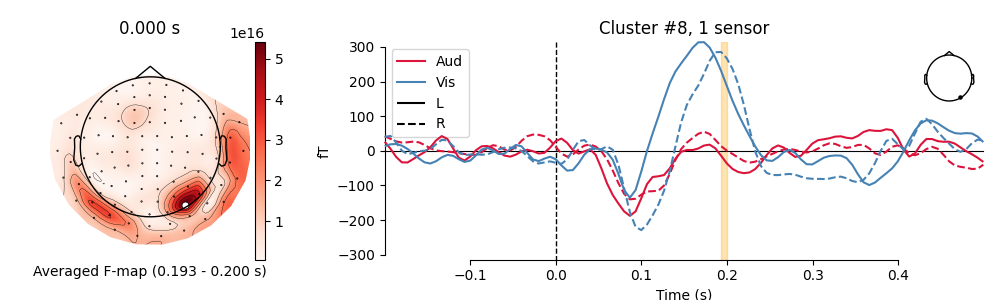 0.000 s
1e16
5
4
3
2
1
Averaged F-map (0.193 - 0.200 s)
Cluster #8, 1 sensor
fT
300
200
100
0
−100
−200
−300
Aud
Vis
L
R
−0.1
0.0
0.1
0.2
0.3
0.4
Time (s)